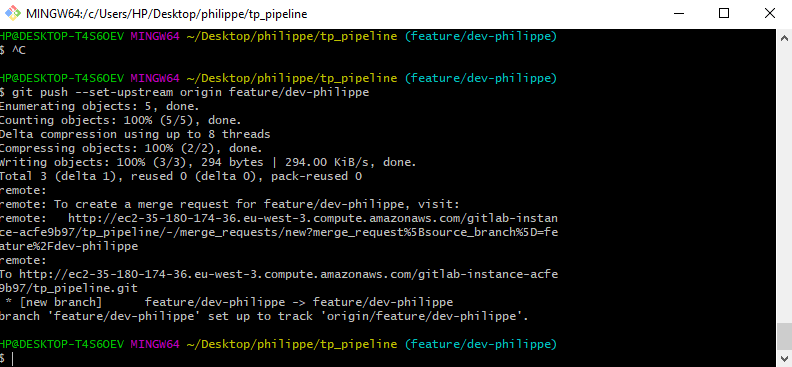 MINGW64:/c/Users/HP/Desktop/philippe/tp_pipeline
HP@DESKTOP-T4S6OEV MINGW64 ~/Desktop/philippe/tp_pipeline (feature/dev-philippe)
$ ^C
HP@DESKTOP-T4S6OEV MINGW64 ~/Desktop/philippe/tp_pipeline (feature/dev-philippe)
$ git push --set-upstream origin feature/dev-philippe
Enumerating objects: 5, done.
Counting objects: 100% (5/5), done.
Delta compression using up to 8 threads
Compressing objects: 100% (2/2), done.
Writing objects: 100% (3/3), 294 bytes | 294.00 KiB/s, done.
Total 3 (delta 1), reused 0 (delta 0), pack-reused 0
remote:
remote: To create a merge request for feature/dev-philippe, visit:
remote:   http://ec2-35-180-174-36.eu-west-3.compute.amazonaws.com/gitlab-instan
ce-acfe9b97/tp_pipeline/-/merge_requests/new?merge_request%5Bsource_branch%5D=fe
ature%2Fdev-philippe
remote:
To http://ec2-35-180-174-36.eu-west-3.compute.amazonaws.com/gitlab-instance-acfe
9b97/tp_pipeline.git
 * [new branch]      feature/dev-philippe -> feature/dev-philippe
branch 'feature/dev-philippe' set up to track 'origin/feature/dev-philippe'.
HP@DESKTOP-T4S6OEV MINGW64 ~/Desktop/philippe/tp_pipeline (feature/dev-philippe)
$